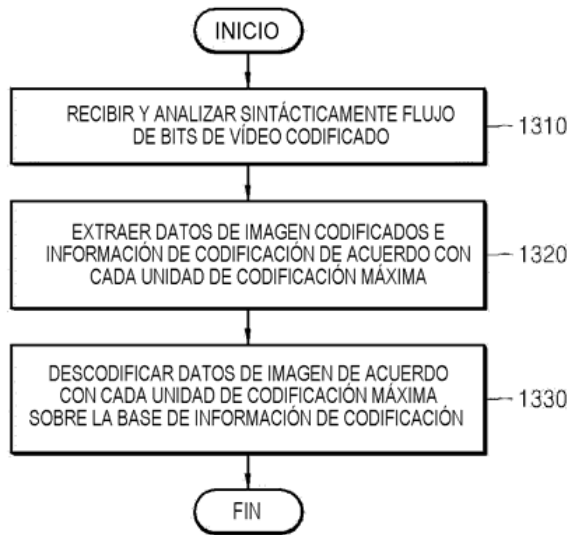 INICIO
RECIBIR Y ANALIZAR SINTÁCTICAMENTE FLUJO
DE BITS DE VÍDEO CODIFICADO
1310
EXTRAER DATOS DE IMAGEN CODIFICADOS E
INFORMACIÓN DE CODIFICACIÓN DE ACUERDO CON
CADA UNIDAD DE CODIFICACIÓN MÁXIMA
1320
DESCODIFICAR DATOS DE IMAGEN DE ACUERDO
CON CADA UNIDAD DE CODIFICACIÓN MÁXIMA
SOBRE LA BASE DE INFORMACIÓN DE CODIFICACIÓN
1330
FIN